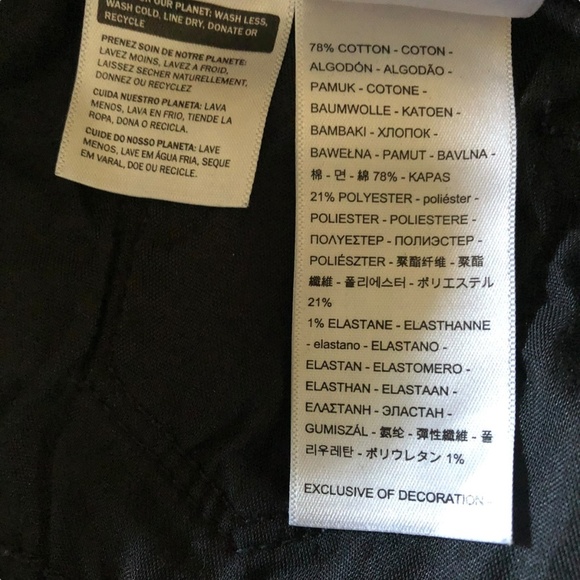 OUR PLANET: WASH LESS,
WASH COLD, LINE DRY, DONATE OR
RECYCLE
PRENEZ SOIN DE NOTRE PLANETE:
LAVEZ MOINS, LAVEZ A FROID,
LAISSEZ SECHER NATURELLEMENT,
DONNEZ OU RECYCLEZ
CUIDA NUESTRO PLANETA: LAVA
MENOS, LAVA EN FRIO, TIENDE LA
ROPA, DONA O RECICLA.
CUIDE DO NOSSO PLANETA: LAVE
MENOS, LAVE EM ÁGUA FRIA, SEQUE
EM VARAL, DOE OU RECICLE.
78% COTTON - COTON -
ALGODÓN - ALGODÃO -
PAMUK - COTONE -
BAUMWOLLE - KATOEN -
BAMBAKI - ХЛОПОК -
BAWEŁNA - PAMUT - BAVLNA -
棉 - 면 - 綿 78% - KAPAS
21% POLYESTER - poliéster -
POLIESTER - POLIESTERE -
ΠΟΛΥΕΣΤΕΡ - ПОЛИЭСТЕР -
POLIÉSZTER - 聚酯纤维 - 聚酯
纖維 - 폴리에스터 - ポリエステル
21%
1% ELASTANE - ELASTHANNE
- elastano - ELASTANO -
ELASTAN - ELASTOMERO -
ELASTHAN - ELASTAAN -
ΕΛΑΣΤΑΝΗ - ЭЛАСТАН -
GUMISZÁL - 氨纶 - 彈性纖維 - 폴
리우레탄 - ポリウレタン 1%
EXCLUSIVE OF DECORATION -